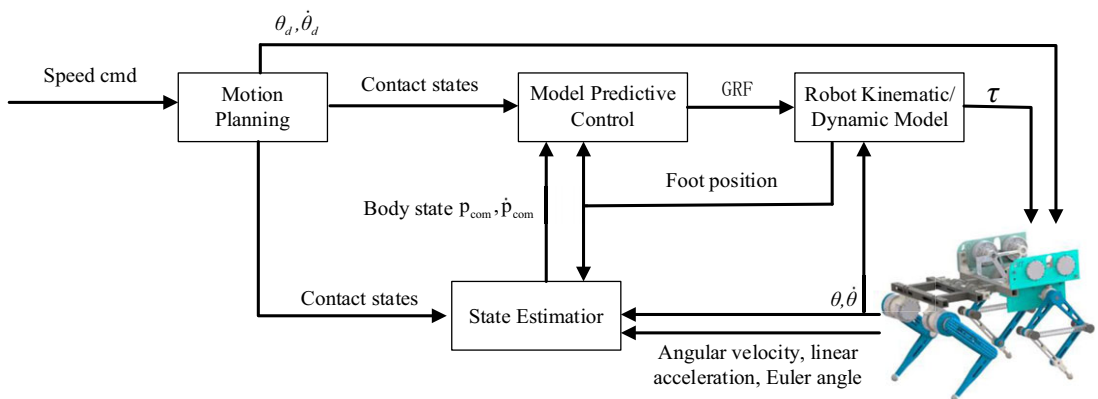 θ_d, θ̇_d
Speed cmd
Motion
Planning
Contact states
Model Predictive
Control
GRF
Robot Kinematic/
Dynamic Model
τ
Foot position
Body state p_com, ṗ_com
Contact states
State Estimatior
θ, θ̇
Angular velocity, linear
acceleration, Euler angle